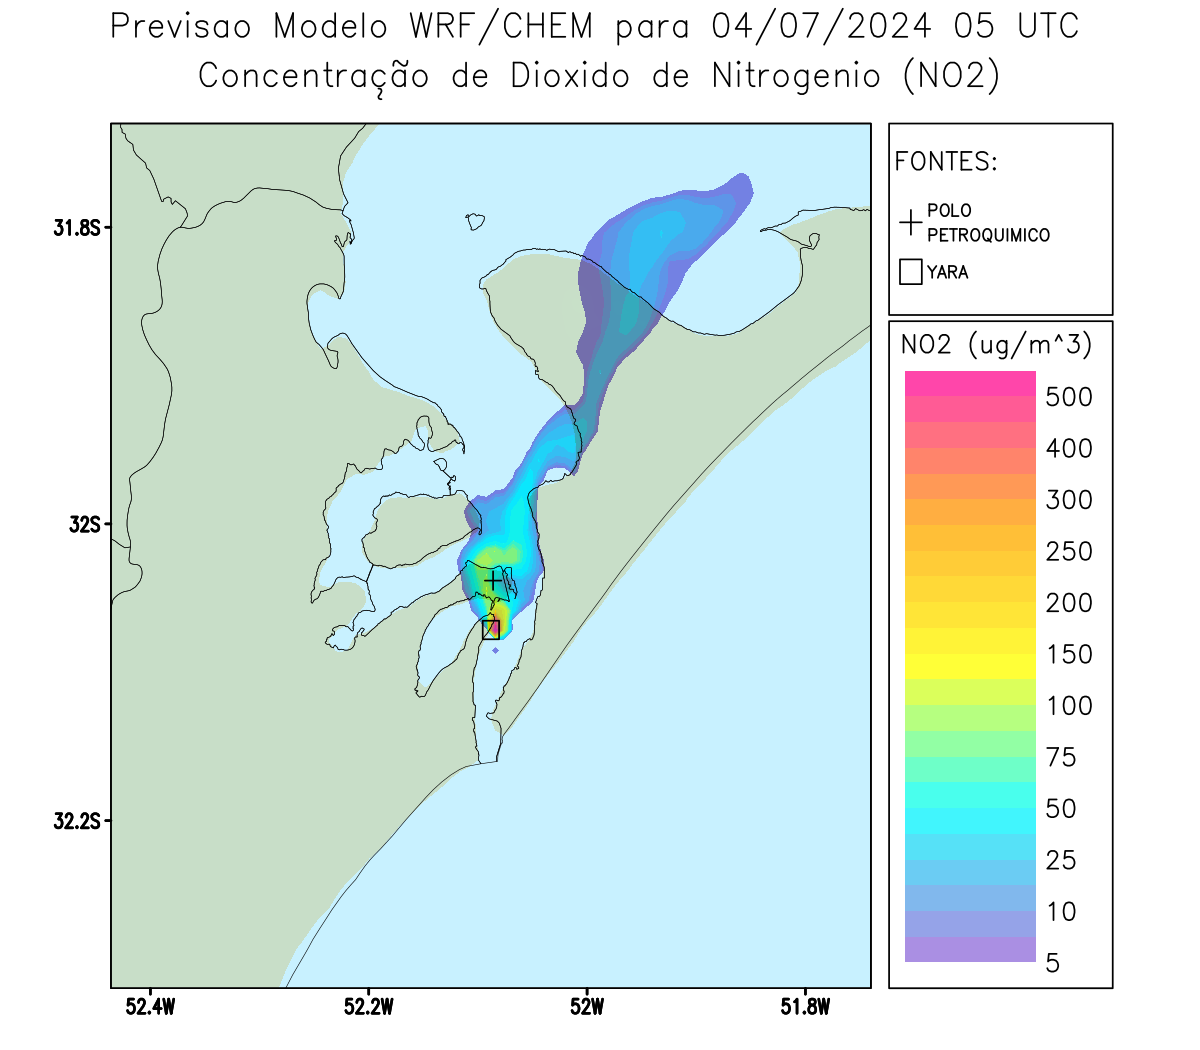 Previsao Modelo WRF/CHEM para 04/07/2024 05 UTC
Concentração de Dioxido de Nitrogenio (NO2)
FONTES:
POLO
PETROQUIMICO
YARA
NO2 (ug/m^3)
500
400
300
250
200
150
100
75
50
25
10
5
31.8S
32S
32.2S
52.4W
52.2W
52W
51.8W